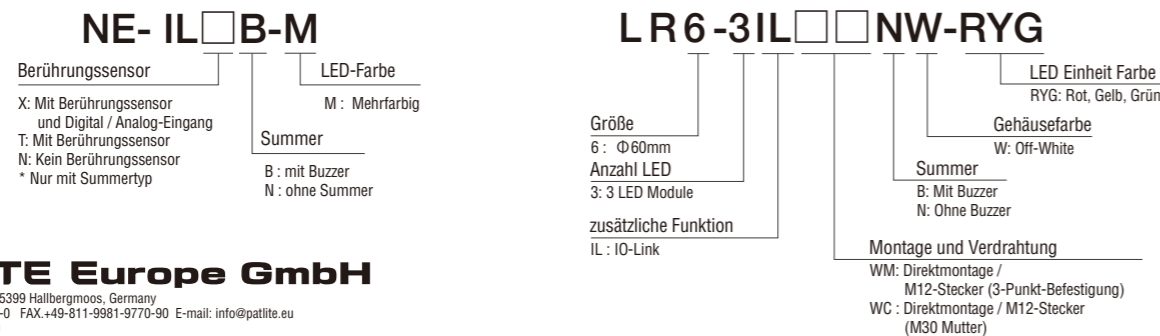 NE- IL□B-M
Berührungssensor
X: Mit Berührungssensor
und Digital / Analog-Eingang
T: Mit Berührungssensor
N: Kein Berührungssensor
* Nur mit Summertyp
LED-Farbe
M : Mehrfarbig
Summer
B : mit Buzzer
N : ohne Summer
LR6-3IL□□NW-RYG
LED Einheit Farbe
RYG: Rot, Gelb, Grün
Gehäusefarbe
W: Off-White
Summer
B: Mit Buzzer
N: Ohne Buzzer
Montage und Verdrahtung
WM: Direktmontage /
M12-Stecker (3-Punkt-Befestigung)
WC : Direktmontage / M12-Stecker
(M30 Mutter)
Größe
6 : Φ60mm
Anzahl LED
3: 3 LED Module
zusätzliche Funktion
IL : IO-Link
TE Europe GmbH
5399 Hallbergmoos, Germany
-0 FAX.+49-811-9981-9770-90 E-mail: info@patlite.eu